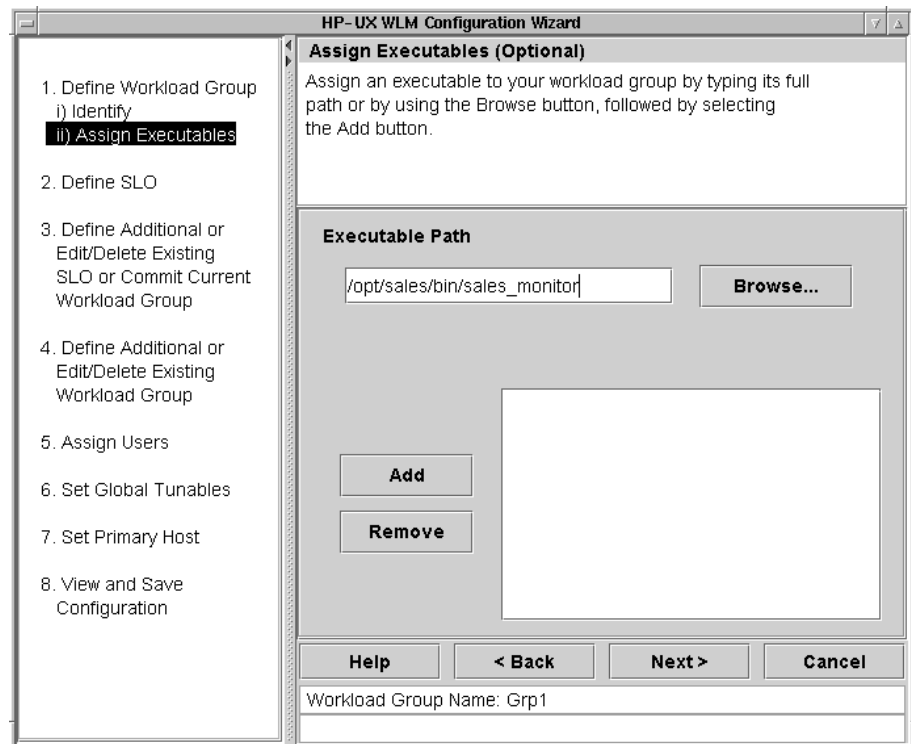 HP-UX WLM Configuration Wizard
1. Define Workload Group
i) Identify
ii) Assign Executables
2. Define SLO
3. Define Additional or
Edit/Delete Existing
SLO or Commit Current
Workload Group
4. Define Additional or
Edit/Delete Existing
Workload Group
5. Assign Users
6. Set Global Tunables
7. Set Primary Host
8. View and Save
Configuration
Assign Executables (Optional)
Assign an executable to your workload group by typing its full
path or by using the Browse button, followed by selecting
the Add button.
Executable Path
/opt/sales/bin/sales_monitor
Browse...
Add
Remove
Help
< Back
Next >
Cancel
Workload Group Name: Grp1